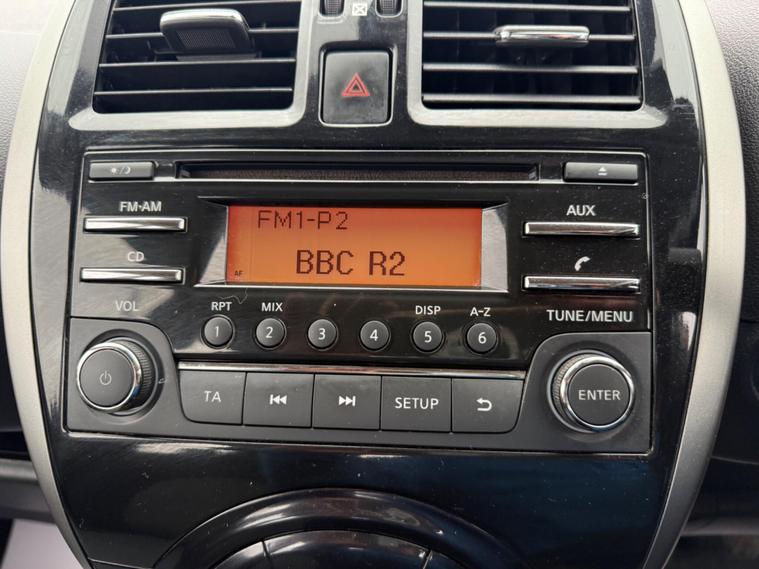 FM·AM
CD
VOL
FM1-P2
BBC R2
AF
AUX
TUNE/MENU
RPT MIX DISP A-Z
1 2 3 4 5 6
TA SETUP ENTER